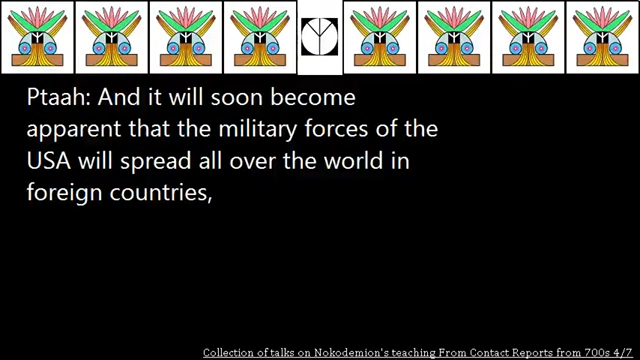 Ptaah: And it will soon become
apparent that the military forces of the
USA will spread all over the world in
foreign countries,
Collection of talks on Nokodemion's teaching From Contact Reports from 700s 4/7